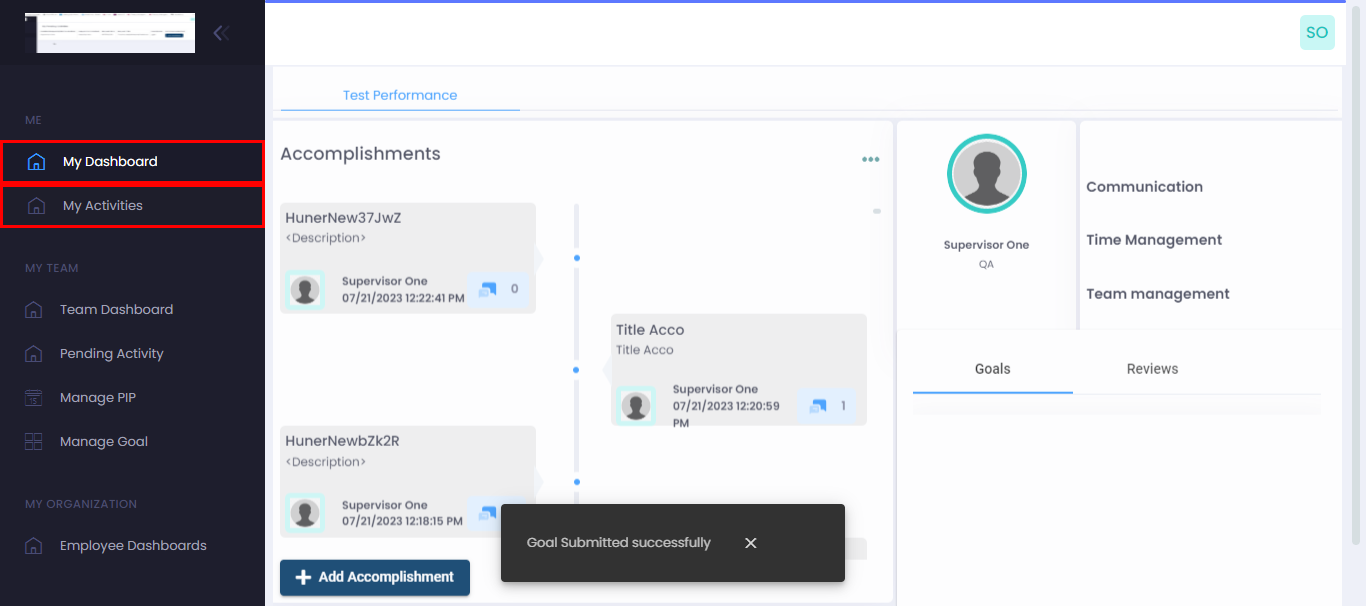 SO
ME
My Dashboard
My Activities
MY TEAM
Team Dashboard
Pending Activity
Manage PIP
15
Manage Goal
MY ORGANIZATION
Employee Dashboards
Test Performance
Accomplishments
HunerNew37JwZ
<Description>
Supervisor One
07/21/2023 12:22:41 PM
0
Title Acco
Title Acco
Supervisor One
07/21/2023 12:20:59
PM
1
HunerNewbZk2R
<Description>
Supervisor One
07/21/2023 12:18:15 PM
Add Accomplishment
Goal Submitted successfully
Supervisor One
QA
Communication
Time Management
Team management
Goals
Reviews